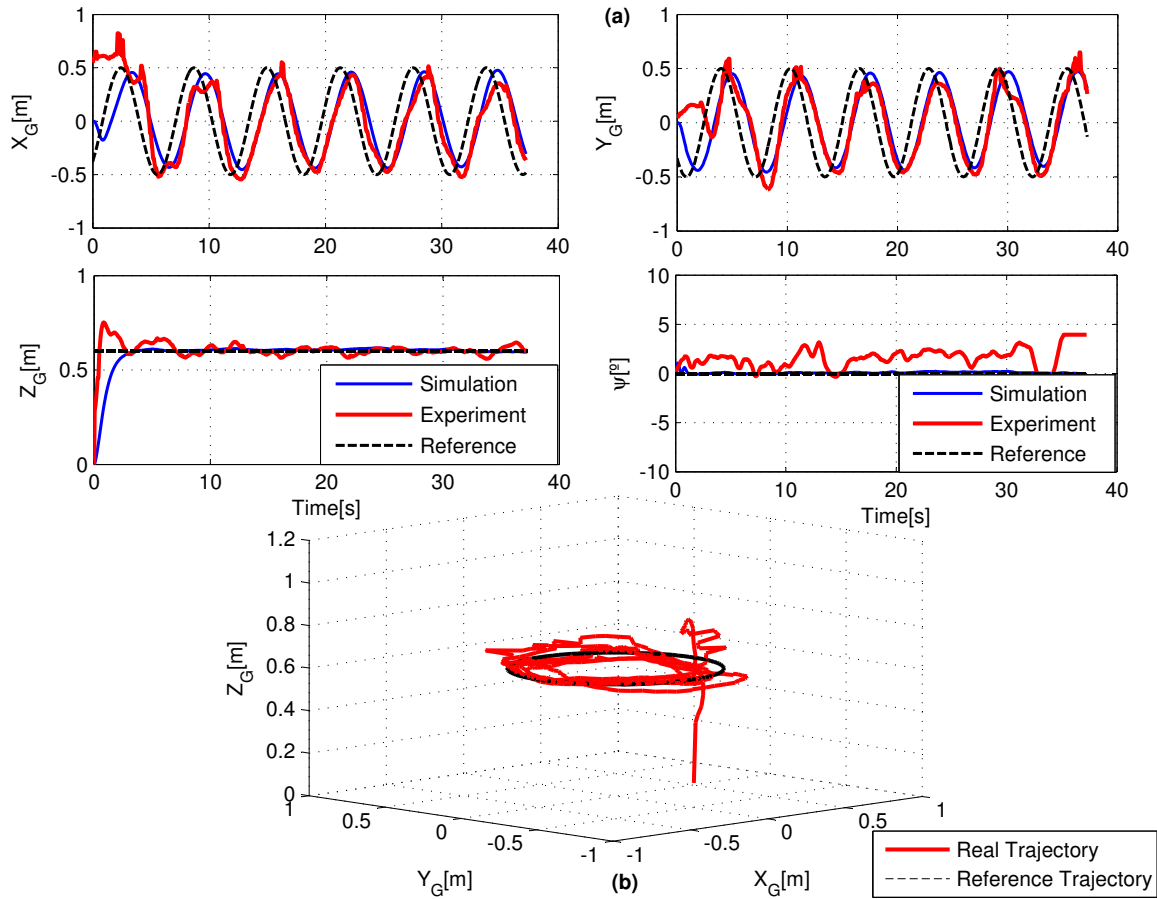 (a)
1
0.5
0
-0.5
-1
X_G[m]
0 10 20 30 40
1
0.5
0
-0.5
-1
Y_G[m]
0 10 20 30 40
1
0.5
0
Z_G[m]
Simulation
Experiment
Reference
0 10 20 30 40
Time[s]
10
5
0
-5
-10
ψ[º]
Simulation
Experiment
Reference
0 10 20 30 40
Time[s]
1.2
1
0.8
0.6
0.4
0.2
0
Z_G[m]
1 0.5 0 -0.5 -1
Y_G[m]
-1 -0.5 0 0.5 1
X_G[m]
(b)
Real Trajectory
Reference Trajectory